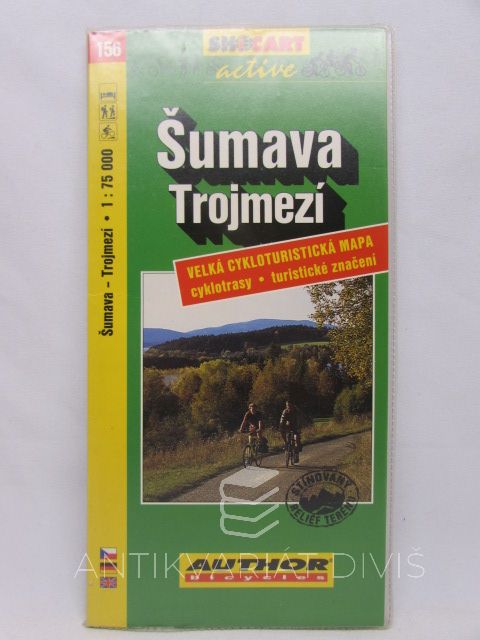 156
SHOCART
active
Šumava
Trojmezí
VELKÁ CYKLOTURISTICKÁ MAPA
cyklotrasy • turistické značení
Šumava – Trojmezí • 1 : 75 000
STÍNOVANÝ
RELIÉF TERÉNU
ANTIKVARIÁT DIVIŠ
AUTHOR
bicycles